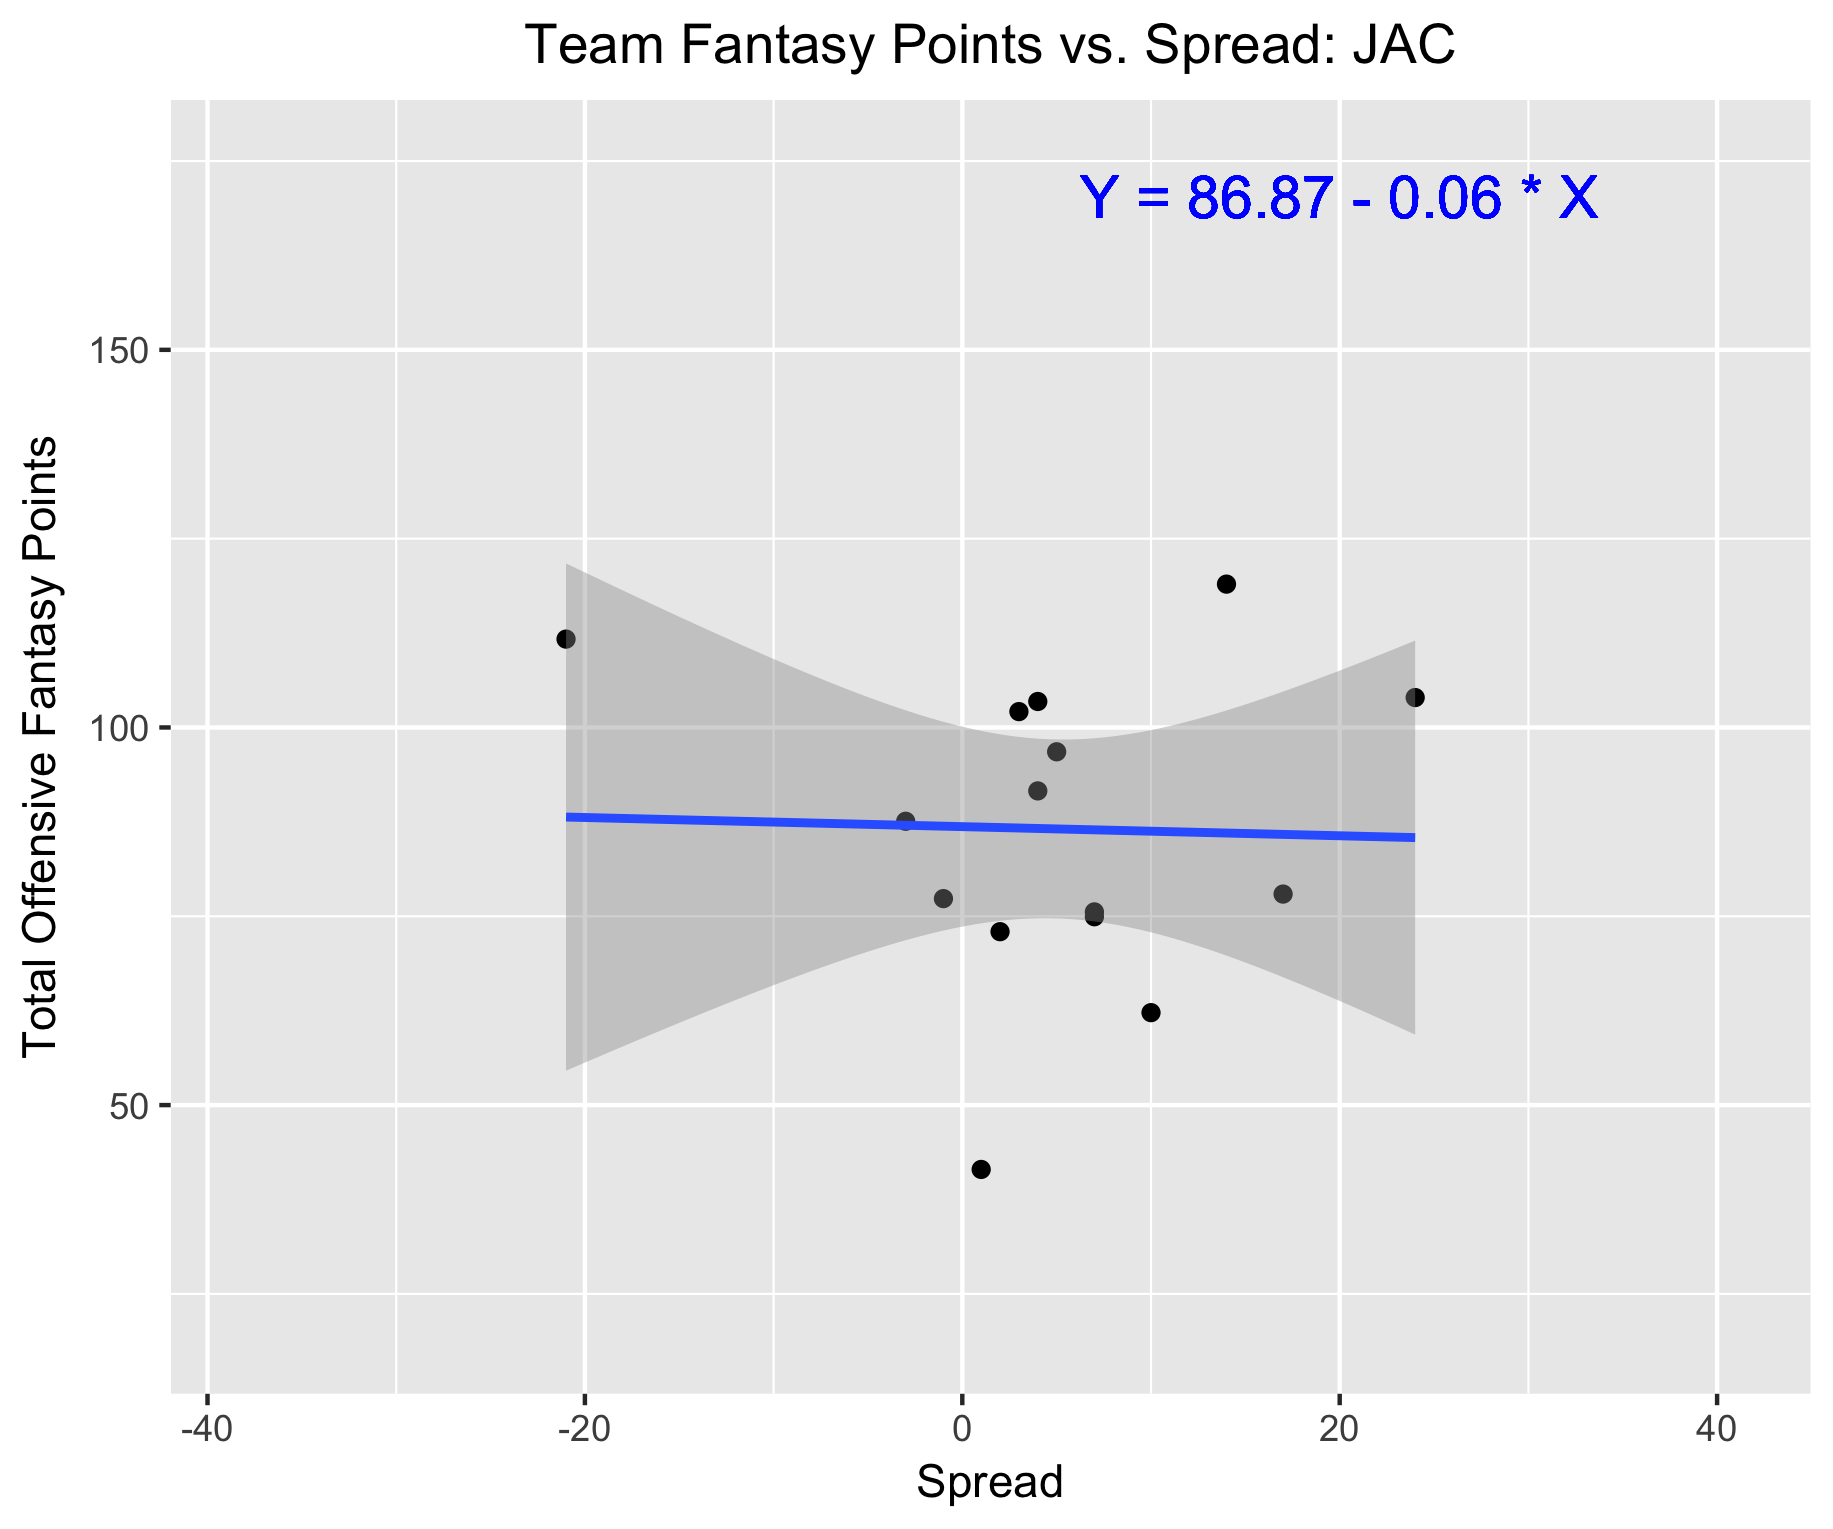 Team Fantasy Points vs. Spread: JAC
Y = 86.87 - 0.06 * X
Total Offensive Fantasy Points
150
100
50
-40
-20
0
20
40
Spread